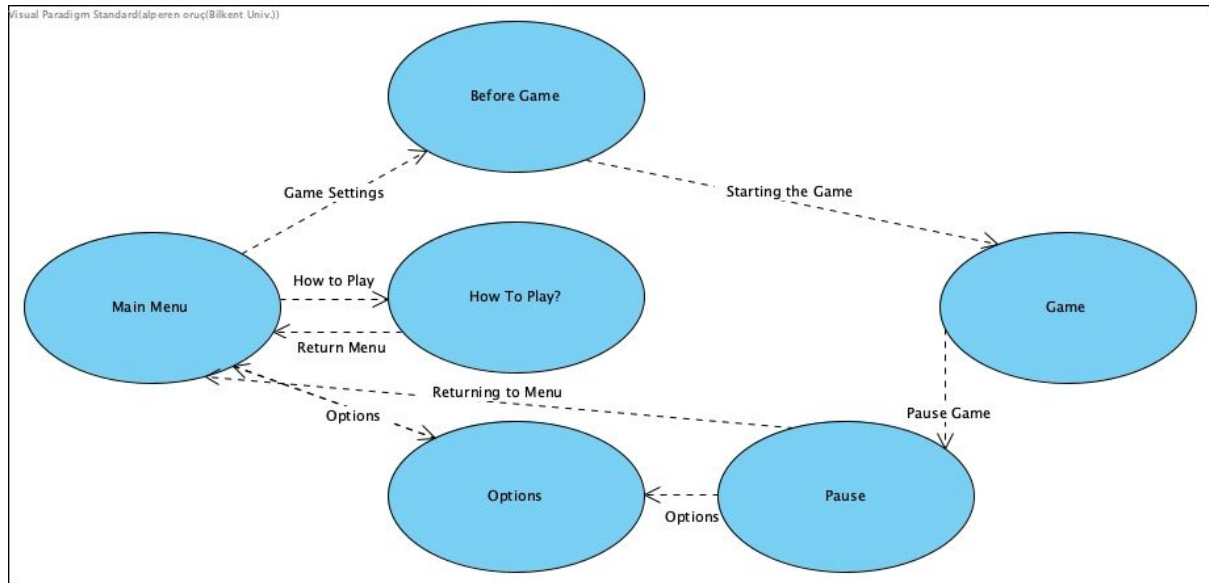 Visual Paradigm Standard(alperen oruç(Bilkent Univ.))
Before Game
Game Settings
Starting the Game
How to Play
How To Play?
Main Menu
Game
Return Menu
Returning to Menu
Options
Pause Game
Options
Pause
Options